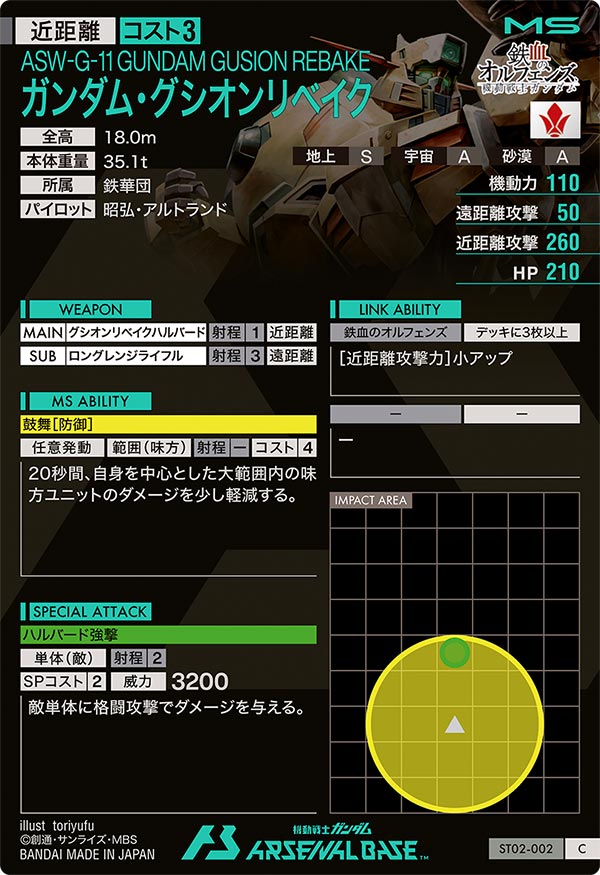 近距離 コスト3 MS
ASW-G-11 GUNDAM GUSION REBAKE
ガンダム・グシオンリベイク
鉄血のオルフェンズ
機動戦士ガンダム
全高 18.0m
本体重量 35.1t
所属 鉄華団
パイロット 昭弘・アルトランド
地上 S 宇宙 A 砂漠 A
機動力 110
遠距離攻撃 50
近距離攻撃 260
HP 210
WEAPON
MAIN グシオンリベイクハルバード 射程 1 近距離
SUB ロングレンジライフル 射程 3 遠距離
MS ABILITY
鼓舞[防御]
任意発動 範囲(味方) 射程 ー コスト 4
20秒間、自身を中心とした大範囲内の味
方ユニットのダメージを少し軽減する。
SPECIAL ATTACK
ハルバード強撃
単体(敵) 射程 2
SPコスト 2 威力 3200
敵単体に格闘攻撃でダメージを与える。
LINK ABILITY
鉄血のオルフェンズ デッキに3枚以上
[近距離攻撃力]小アップ
ー ー
ー
IMPACT AREA
illust toriyufu
©創通・サンライズ・MBS
BANDAI MADE IN JAPAN
機動戦士ガンダム
AB ARSENAL BASE™
ST02-002 C